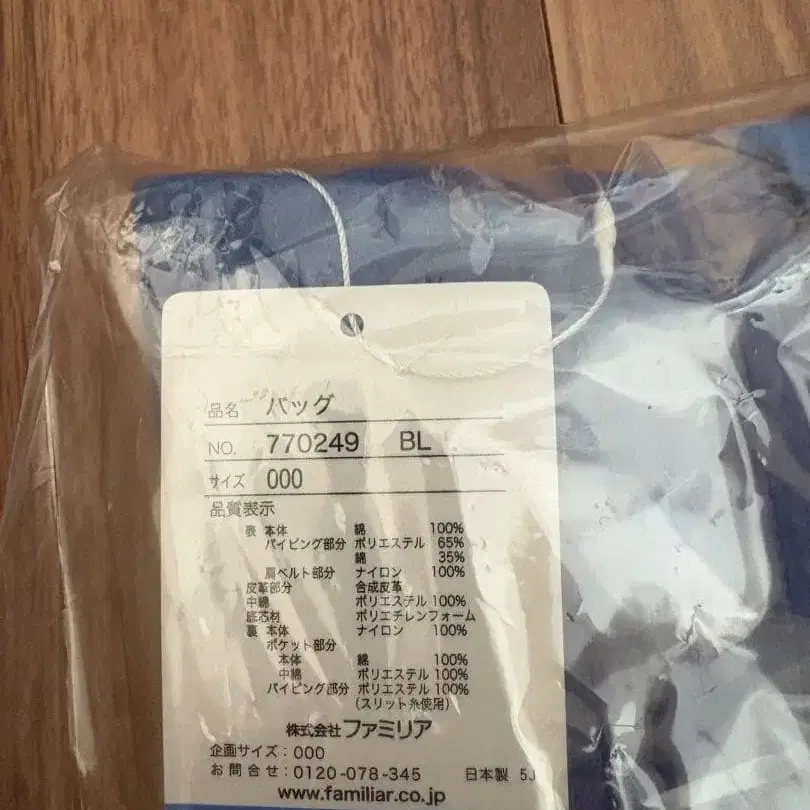 品名 バッグ
NO. 770249 BL
サイズ 000
品質表示
表 本体 綿 100%
パイピング部分 ポリエステル 65%
綿 35%
肩ベルト部分 ナイロン 100%
皮革部分 合成皮革
中綿 ポリエステル 100%
底芯材 ポリエチレンフォーム
裏 本体 ナイロン 100%
ポケット部分
本体 綿 100%
中綿 ポリエステル 100%
パイピング部分 ポリエステル 100%
(スリット糸使用)
株式会社ファミリア
企画サイズ：000
お問合せ：0120-078-345 日本製 5J
www.familiar.co.jp